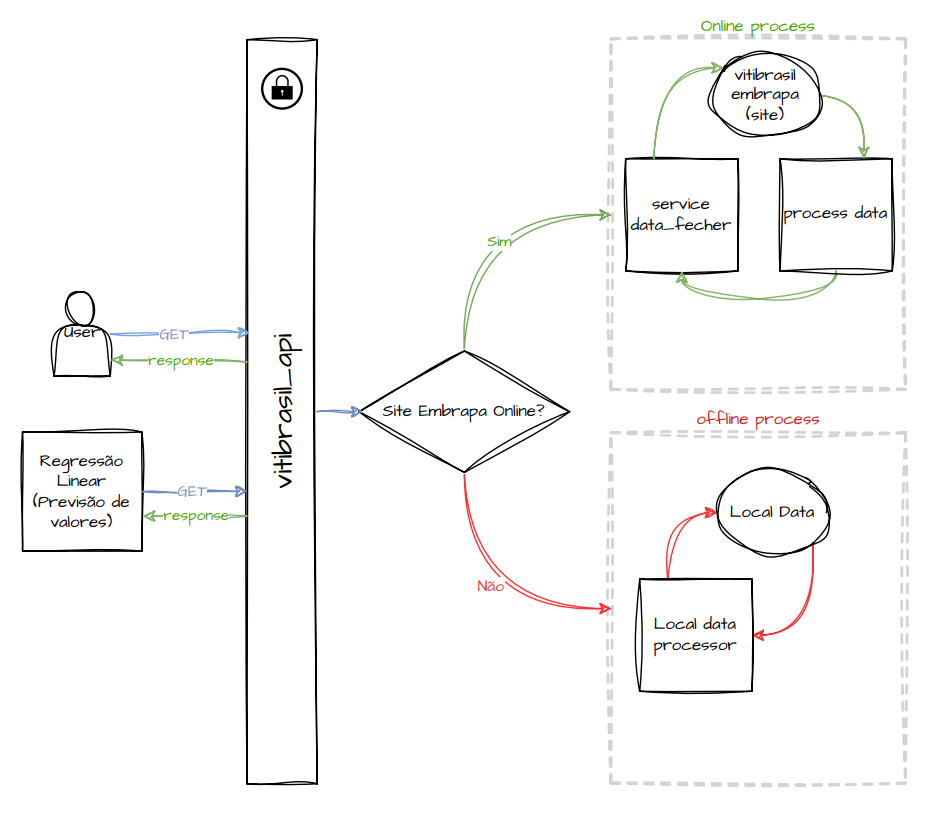 Online process
vitibrasil
embrapa
(site)
service
data_fecher
process data
Sim
User
GET
response
vitibrasil_api
Site Embrapa Online?
offline process
Regressão
Linear
(Previsão de
valores)
GET
response
Local Data
Não
Local data
processor